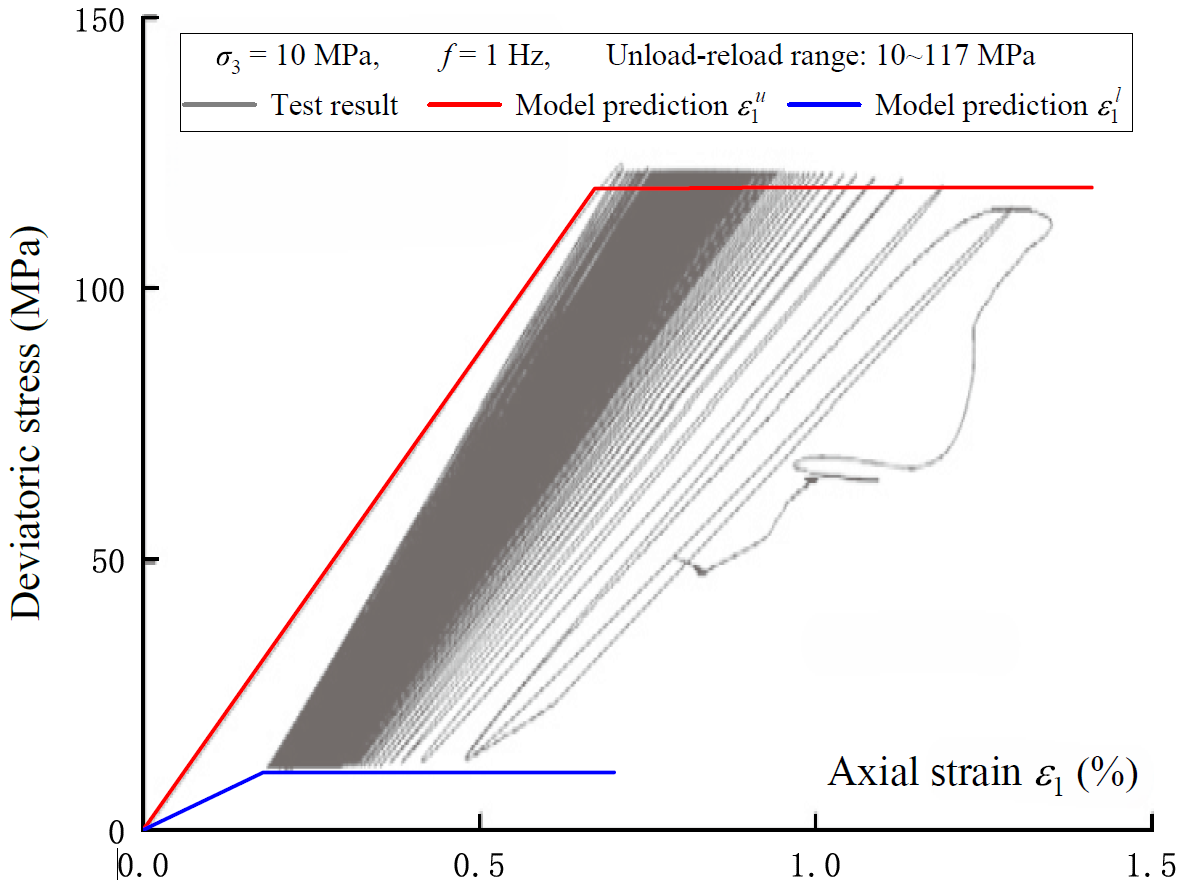 150
σ3 = 10 MPa, f = 1 Hz, Unload-reload range: 10~117 MPa
Test result Model prediction ε1u Model prediction ε1l
100
Deviatoric stress (MPa)
50
Axial strain ε1 (%)
0
0.0 0.5 1.0 1.5